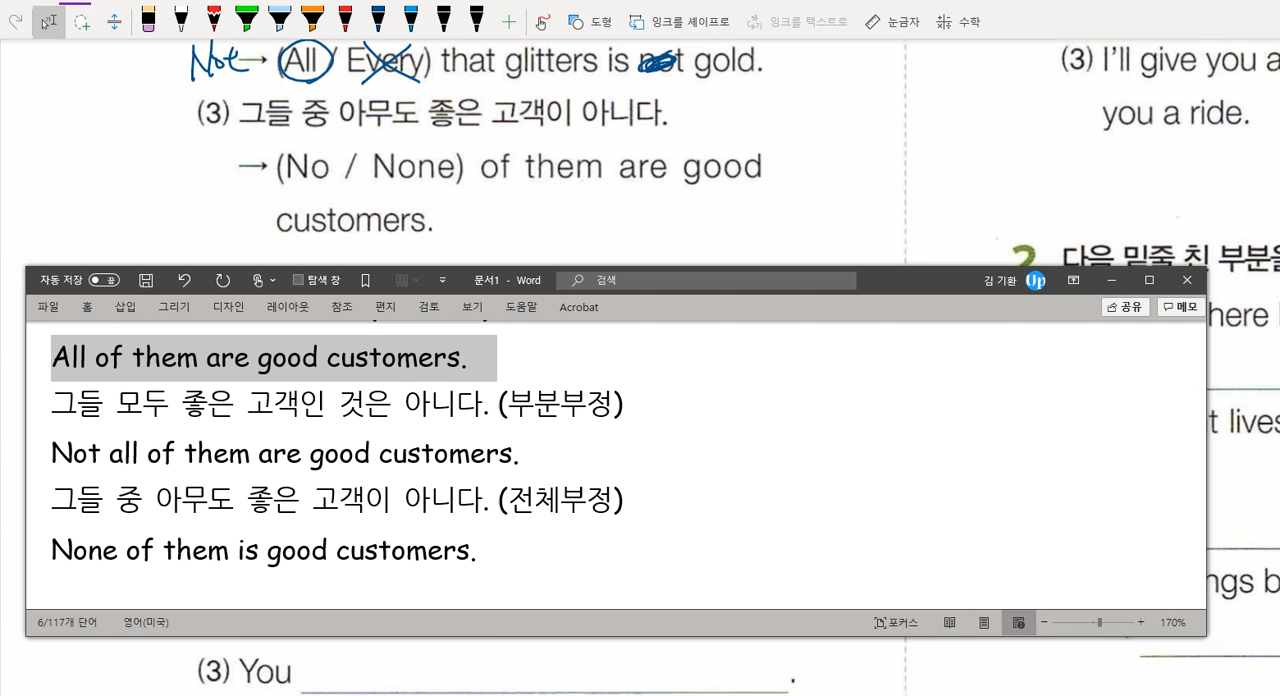 도형
잉크를 셰이프로
잉크를 텍스트로
눈금자
수학
Not → (All / Every) that glitters is not gold.
(3) 그들 중 아무도 좋은 고객이 아니다.
→ (No / None) of them are good
customers.
(3) I'll give you a
you a ride.
2 다음 밑줄 친 부분을
자동 저장
끔
탐색 창
문서1 - Word
검색
김 기환
Up
파일
홈
삽입
그리기
디자인
레이아웃
참조
편지
검토
보기
도움말
Acrobat
공유
메모
All of them are good customers.
그들 모두 좋은 고객인 것은 아니다. (부분부정)
Not all of them are good customers.
그들 중 아무도 좋은 고객이 아니다. (전체부정)
None of them is good customers.
here
t lives
ngs b
6/117개 단어
영어(미국)
포커스
170%
(3) You .